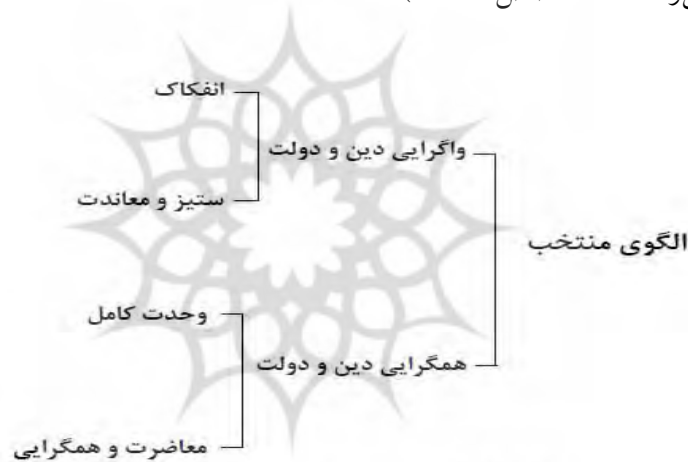 انفکاک
واگرایی دین و دولت
ستیز و معاندت
الگوی منتخب
وحدت کامل
همگرایی دین و دولت
معاضرت و همگرایی